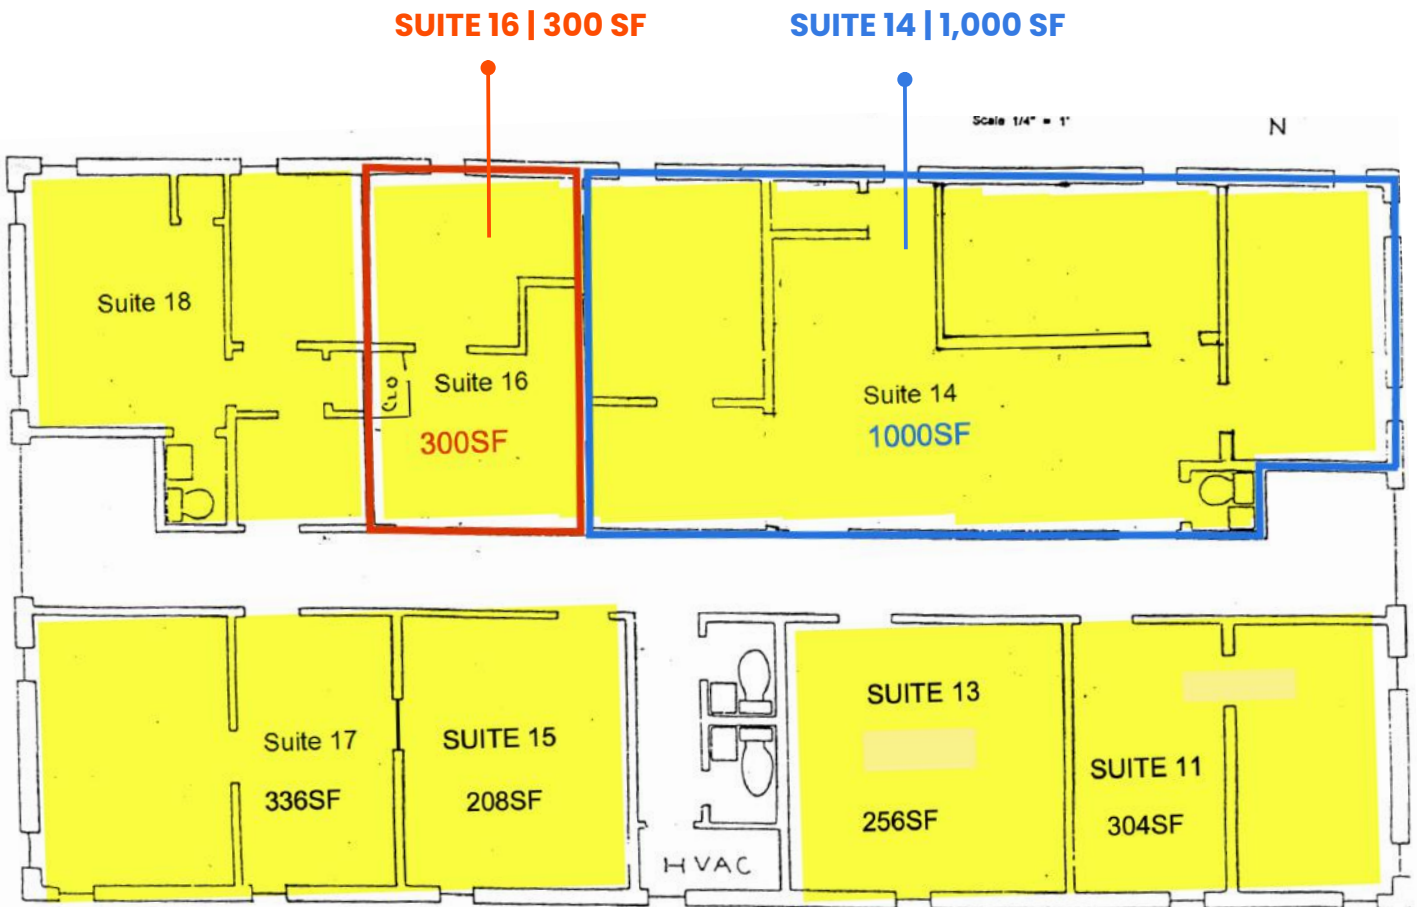 SUITE 16 | 300 SF
SUITE 14 | 1,000 SF
Scale 1/4" = 1'
N
Suite 18
CLO
Suite 16
300SF
Suite 14
1000SF
Suite 17
336SF
SUITE 15
208SF
HVAC
SUITE 13
256SF
SUITE 11
304SF